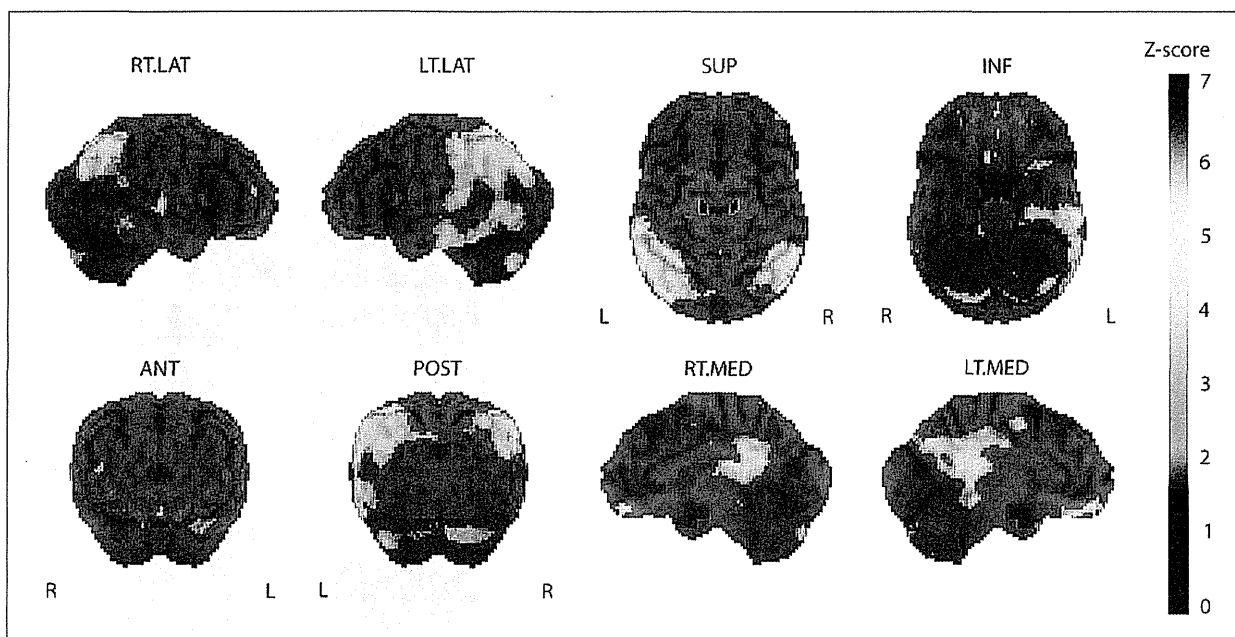 Z-score
RT.LAT LT.LAT SUP INF
7
6
5
4
3
2
1
0
L R R L
ANT POST RT.MED LT.MED
R L L R